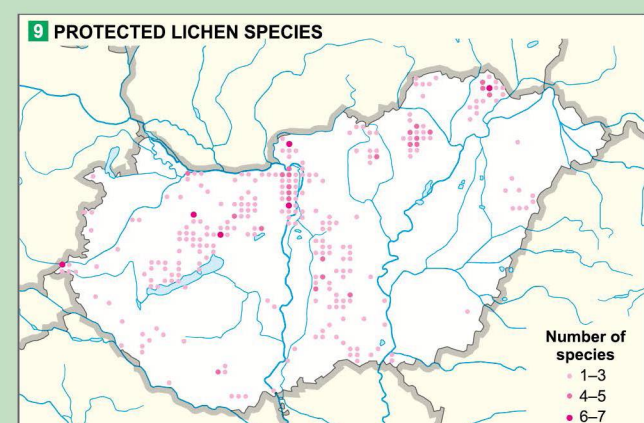 9 PROTECTED LICHEN SPECIES
Number of
species
1–3
4–5
6–7